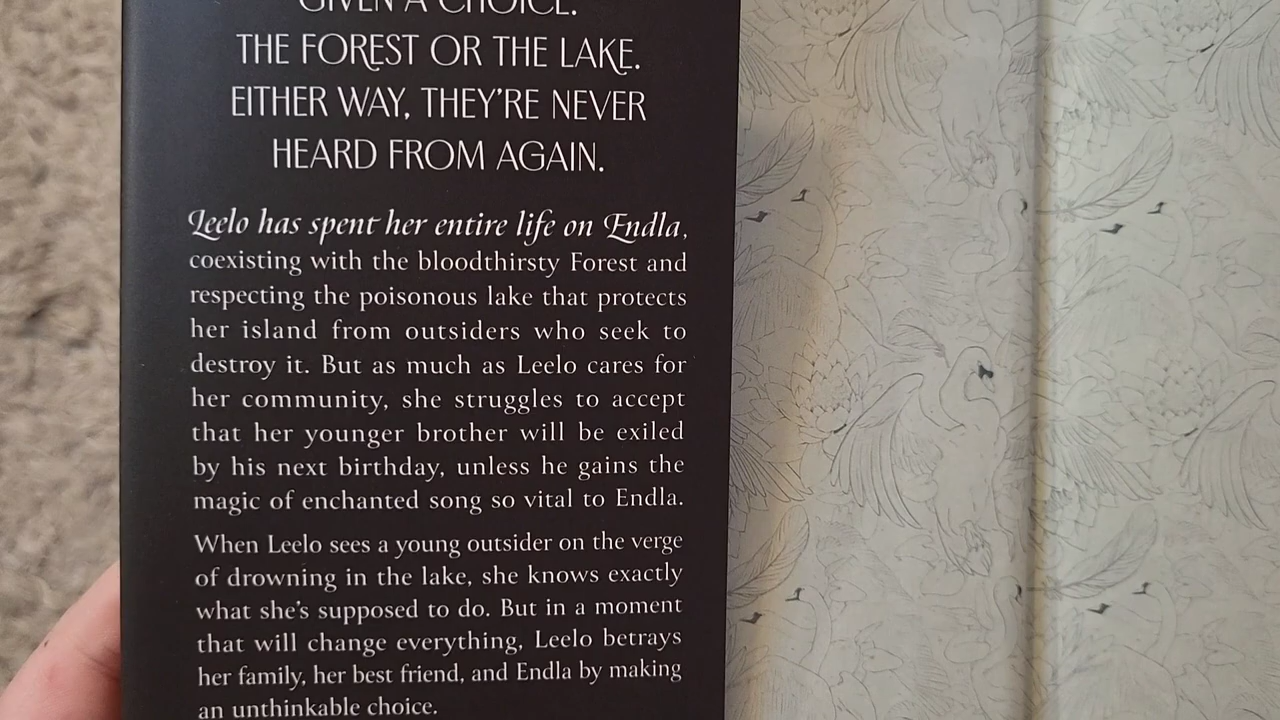 GIVEN A CHOICE.
THE FOREST OR THE LAKE.
EITHER WAY, THEY'RE NEVER
HEARD FROM AGAIN.
Leelo has spent her entire life on Endla,
coexisting with the bloodthirsty Forest and
respecting the poisonous lake that protects
her island from outsiders who seek to
destroy it. But as much as Leelo cares for
her community, she struggles to accept
that her younger brother will be exiled
by his next birthday, unless he gains the
magic of enchanted song so vital to Endla.
When Leelo sees a young outsider on the verge
of drowning in the lake, she knows exactly
what she's supposed to do. But in a moment
that will change everything, Leelo betrays
her family, her best friend, and Endla by making
an unthinkable choice.